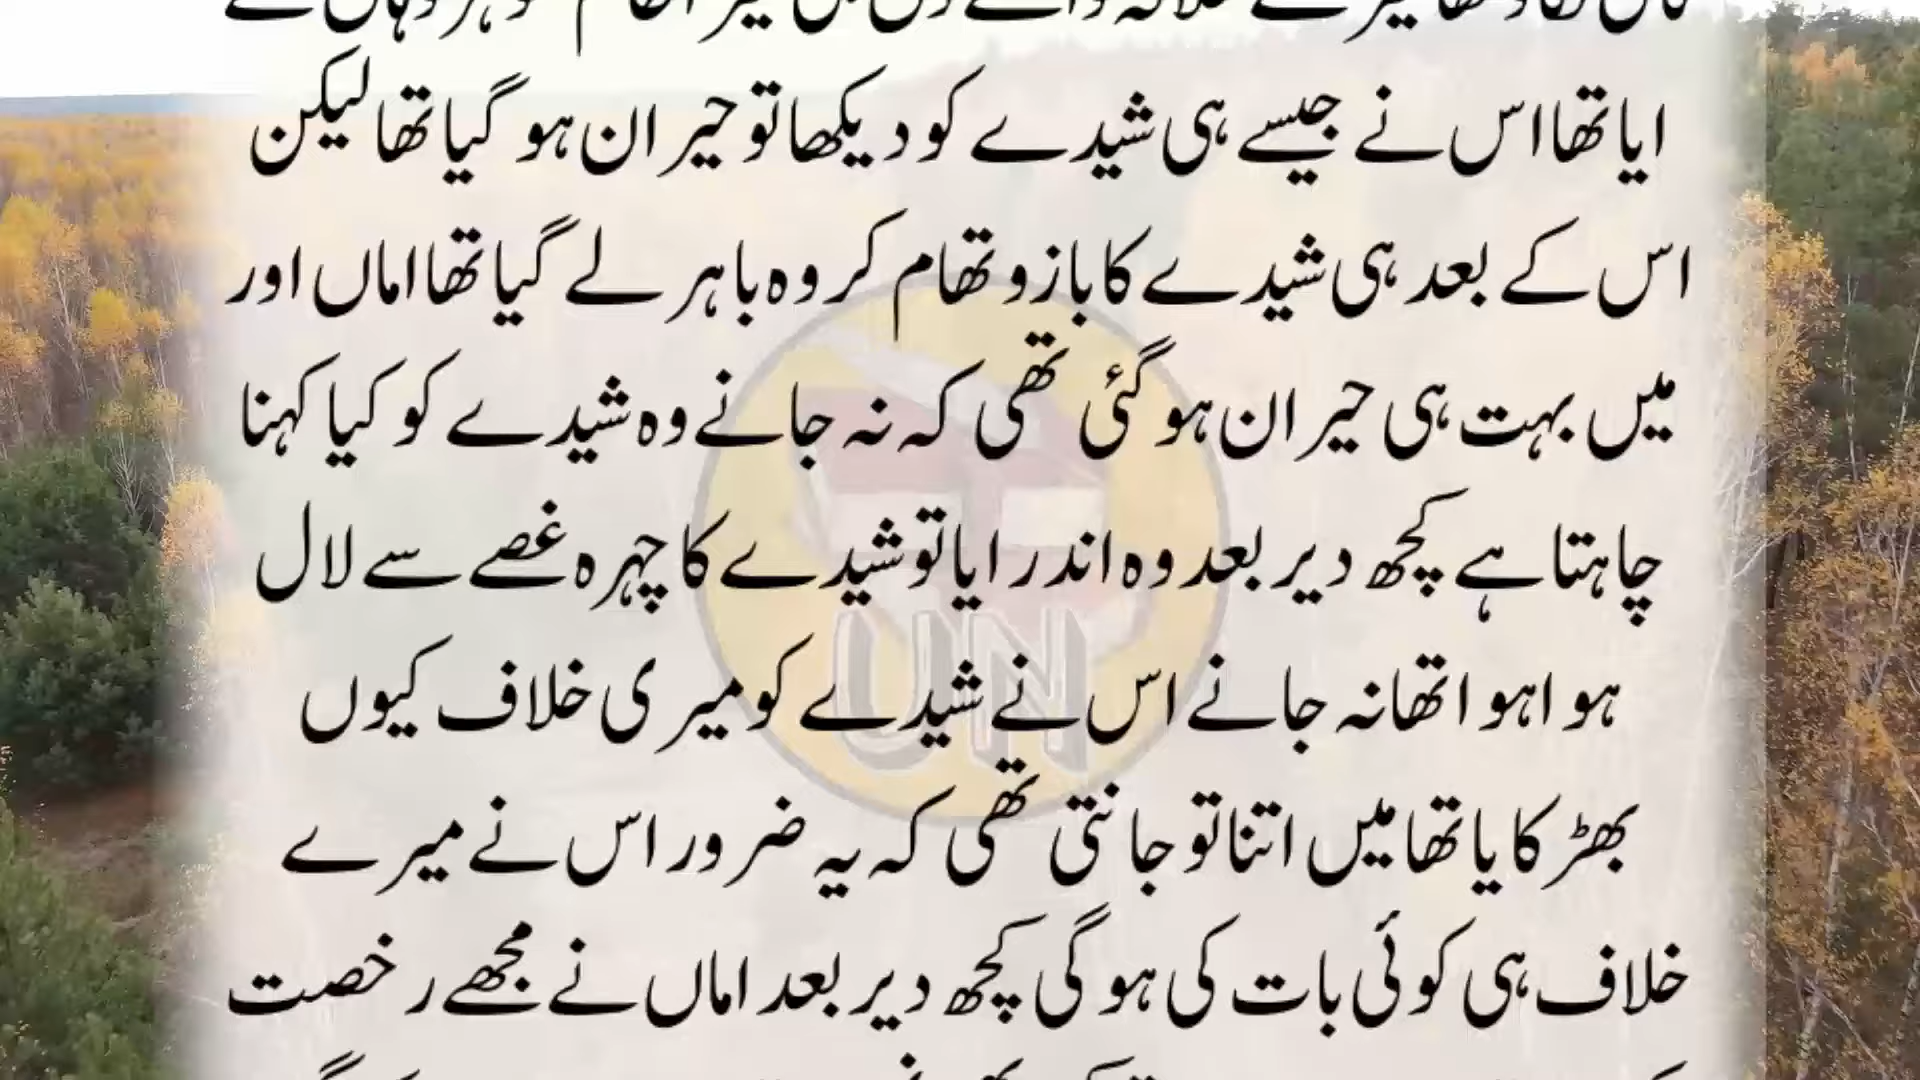 ایا تھا اس نے جیسے ہی شیدے کو دیکھا تو حیران ہو گیا تھا لیکن
اس کے بعد ہی شیدے کا بازو تھام کر وہ باہر لے گیا تھا اماں اور
میں بہت ہی حیران ہو گئی تھی کہ نہ جانے وہ شیدے کو کیا کہنا
چاہتا ہے کچھ دیر بعد وہ اندر ایا تو شیدے کا چہرہ غصے سے لال
ہوا ہوا تھا نہ جانے اس نے شیدے کو میری خلاف کیوں
بھڑکایا تھا میں اتنا تو جانتی تھی کہ یہ ضرور اس نے میرے
خلاف ہی کوئی بات کی ہو گی کچھ دیر بعد اماں نے مجھے رخصت
UN